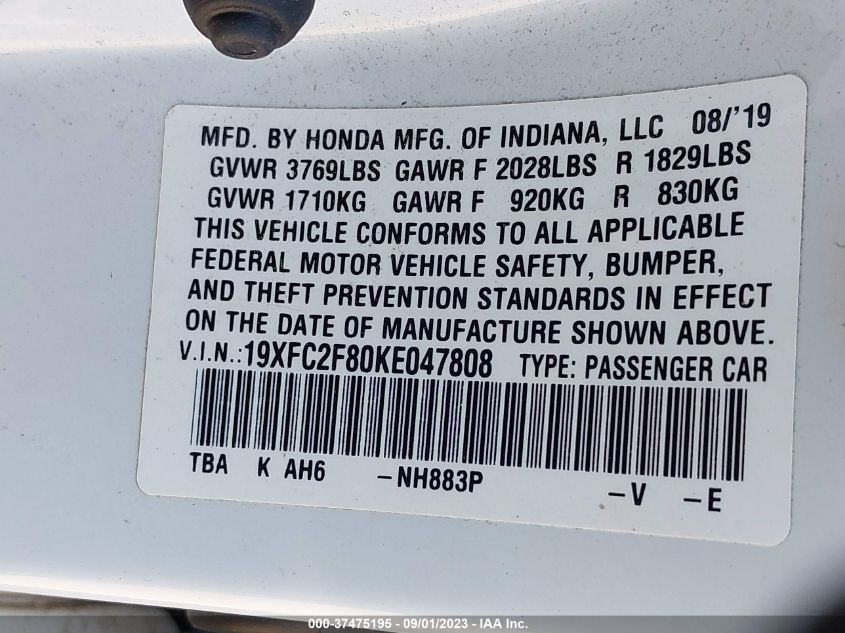 MFD. BY HONDA MFG. OF INDIANA, LLC 08/'19
GVWR 3769LBS GAWR F 2028LBS R 1829LBS
GVWR 1710KG GAWR F 920KG R 830KG
THIS VEHICLE CONFORMS TO ALL APPLICABLE
FEDERAL MOTOR VEHICLE SAFETY, BUMPER,
AND THEFT PREVENTION STANDARDS IN EFFECT
ON THE DATE OF MANUFACTURE SHOWN ABOVE.
V.I.N.:19XFC2F80KE047808 TYPE: PASSENGER CAR
TBA K AH6 -NH883P -V -E
000-37475195 - 09/01/2023 - IAA Inc.